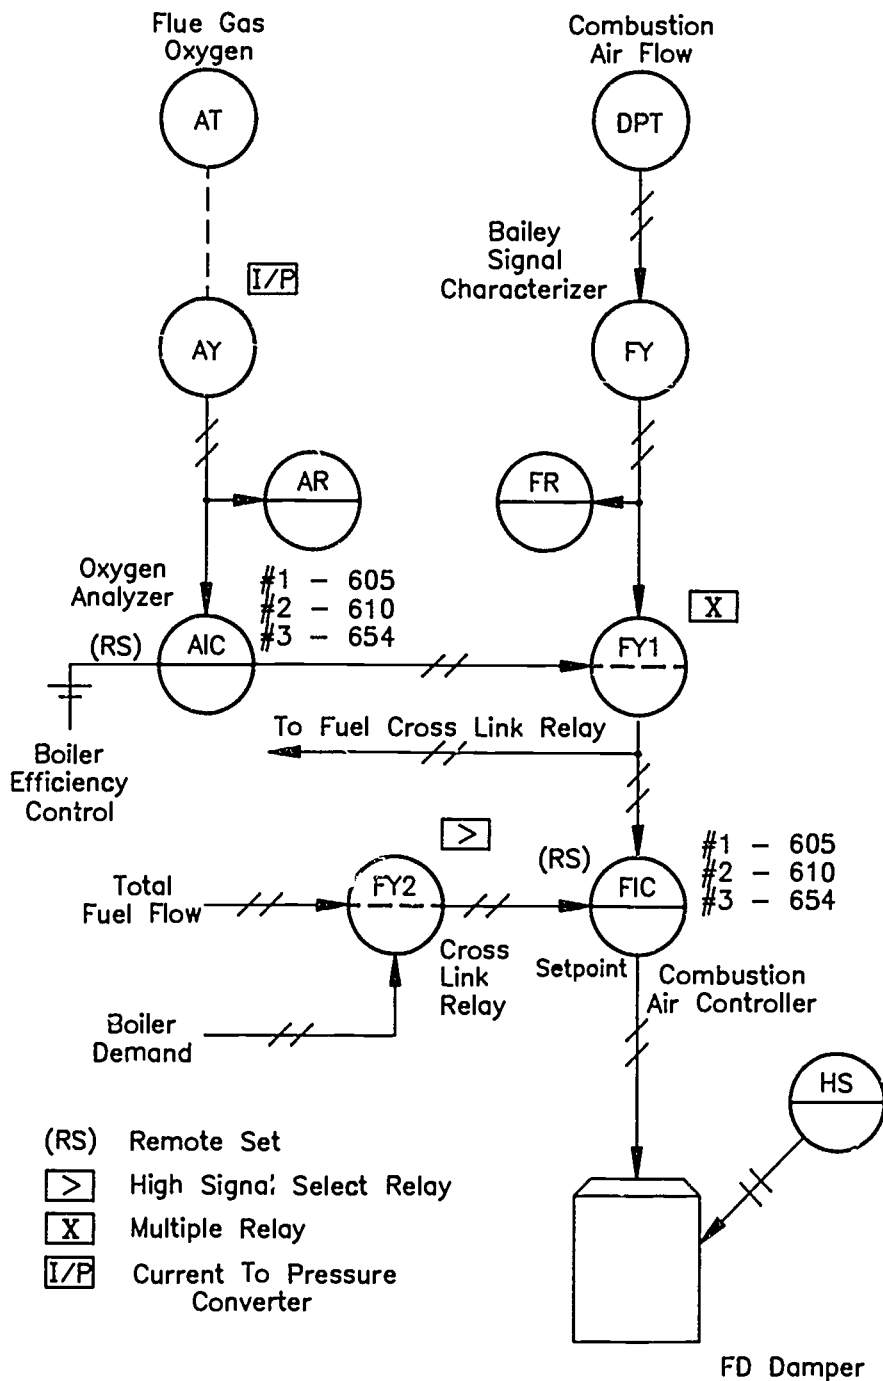 Flue Gas
Oxygen
Combustion
Air Flow
AT
DPT
Bailey
Signal
Characterizer
I/P
AY
FY
AR
FR
Oxygen
Analyzer
#1 - 605
#2 - 610
#3 - 654
X
(RS)
AIC
FY1
To Fuel Cross Link Relay
Boiler
Efficiency
Control
>
(RS)
#1 - 605
#2 - 610
#3 - 654
Total
Fuel Flow
FY2
FIC
Cross
Link
Relay
Setpoint
Combustion
Air Controller
Boiler
Demand
HS
(RS) Remote Set
> High Signal Select Relay
X Multiple Relay
I/P Current To Pressure
Converter
FD Damper